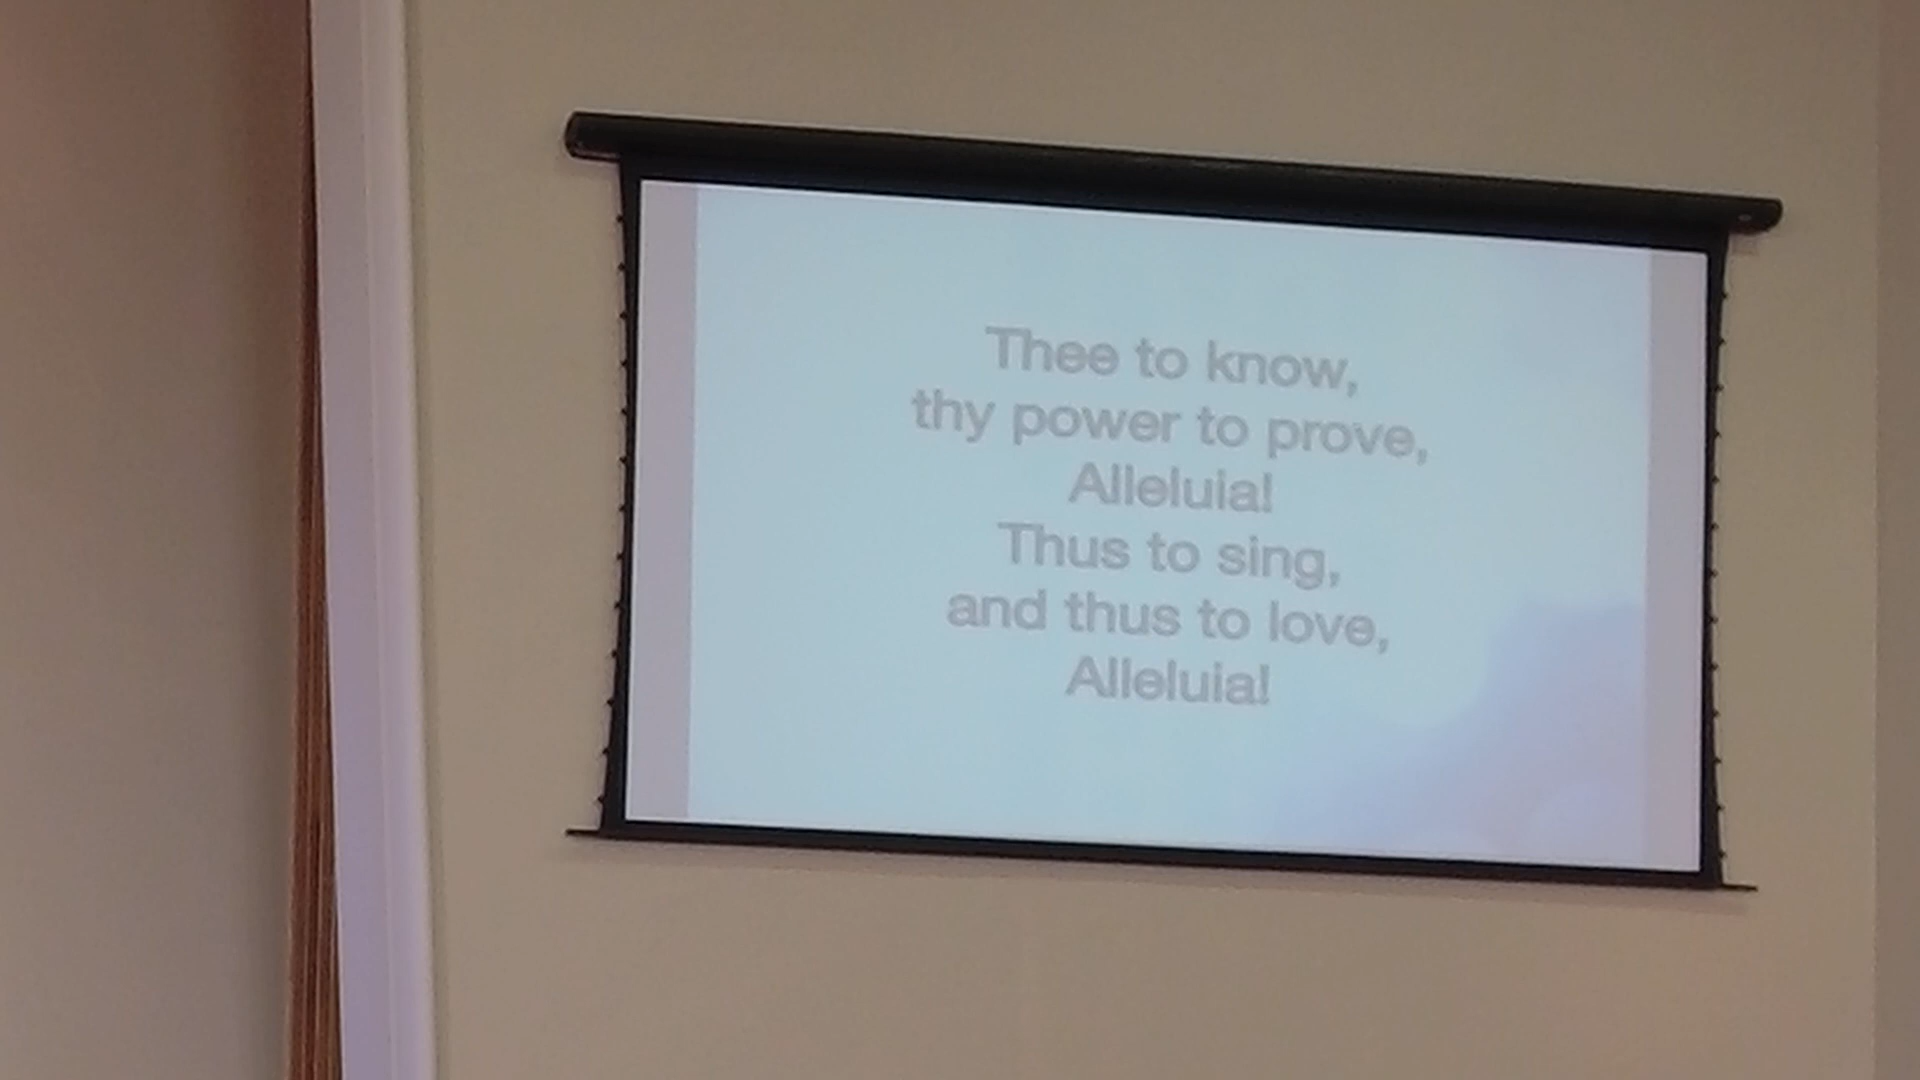 Thee to know,
thy power to prove,
Alleluia!
Thus to sing,
and thus to love,
Alleluia!